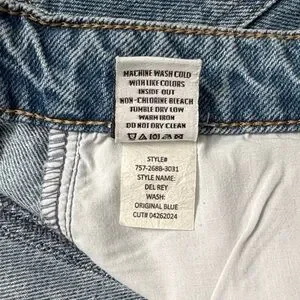 MACHINE WASH COLD
WITH LIKE COLORS
INSIDE OUT
NON-CHLORINE BLEACH
TUMBLE DRY LOW
WARM IRON
DO NOT DRY CLEAN
STYLE#
757-2688-3031
STYLE NAME:
DEL REY
WASH:
ORIGINAL BLUE
CUT# 04262024